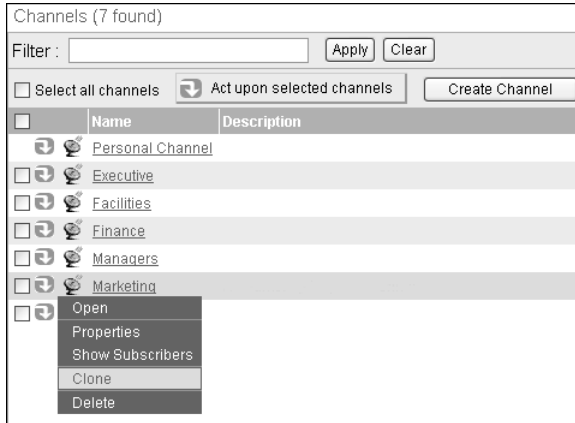 Channels (7 found)
Filter : Apply Clear
Select all channels Act upon selected channels Create Channel
Name Description
Personal Channel
Executive
Facilities
Finance
Managers
Marketing
Open
Properties
Show Subscribers
Clone
Delete